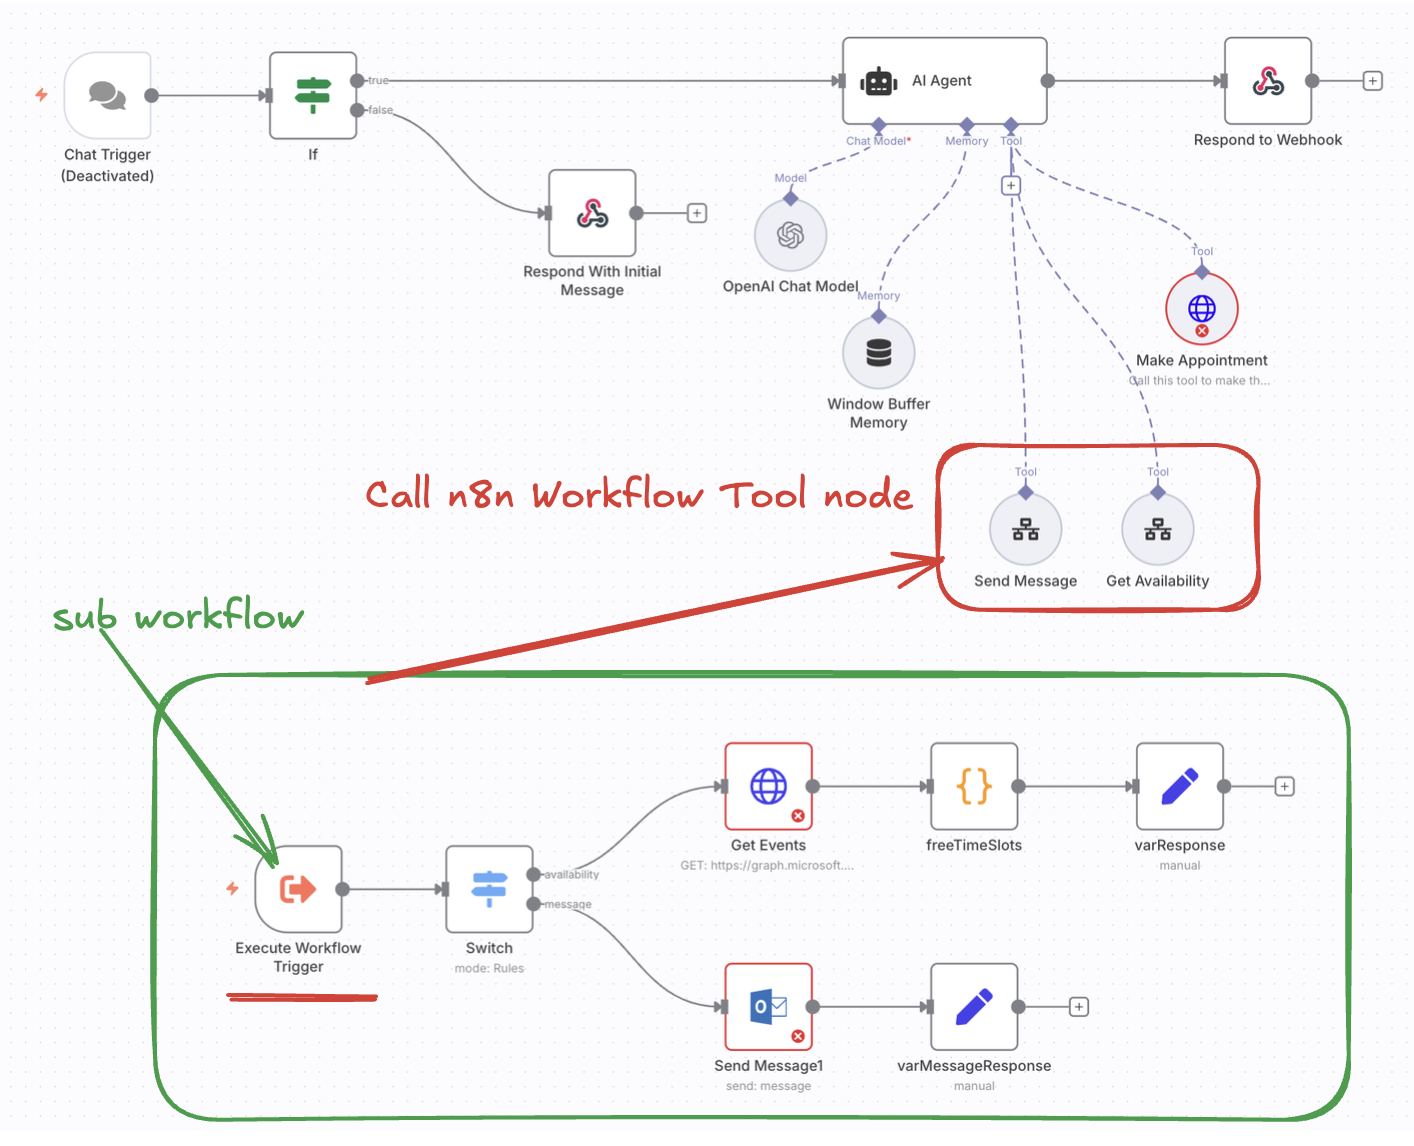 true
AI Agent
false
Chat Trigger
(Deactivated)
If
Chat Model*
Memory
Tool
Respond to Webhook
Model
Respond With Initial
Message
OpenAI Chat Model
Memory
Tool
Make Appointment
Call this tool to make th...
Window Buffer
Memory
Call n8n Workflow Tool node
Tool
Tool
Send Message
Get Availability
sub workflow
Get Events
GET: https://graph.microsoft....
freeTimeSlots
varResponse
manual
availability
message
Execute Workflow
Trigger
Switch
mode: Rules
Send Message1
send: message
varMessageResponse
manual